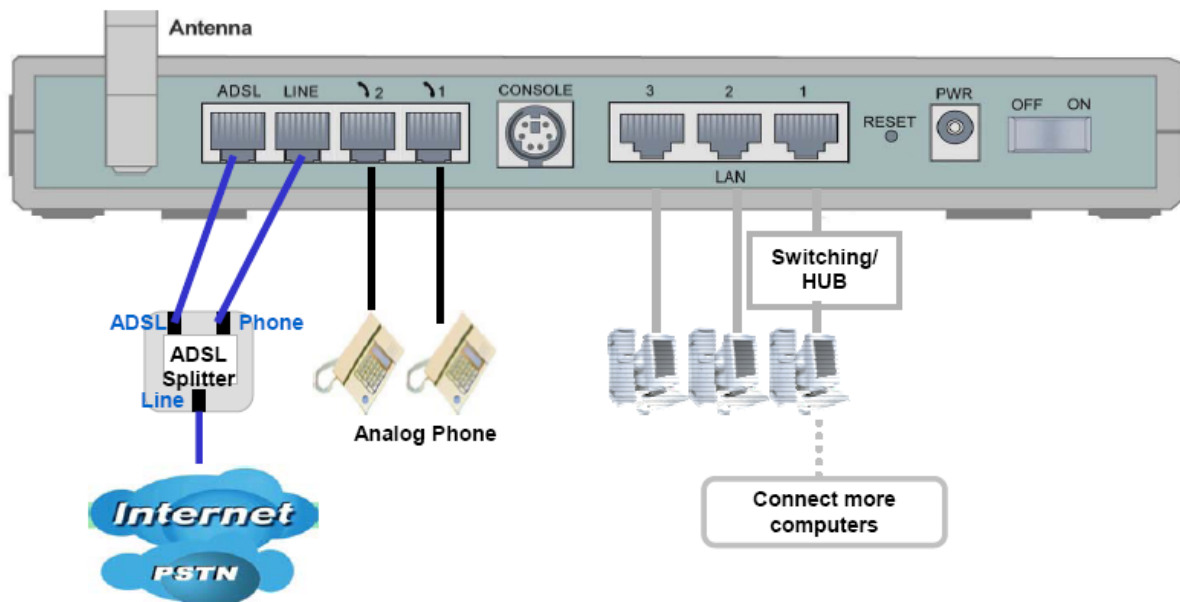 Antenna
ADSL LINE 2 1 CONSOLE 3 2 1 RESET PWR OFF ON
LAN
Switching/
HUB
ADSL Phone
ADSL
Splitter
Line
Analog Phone
Internet
PSTN
Connect more
computers